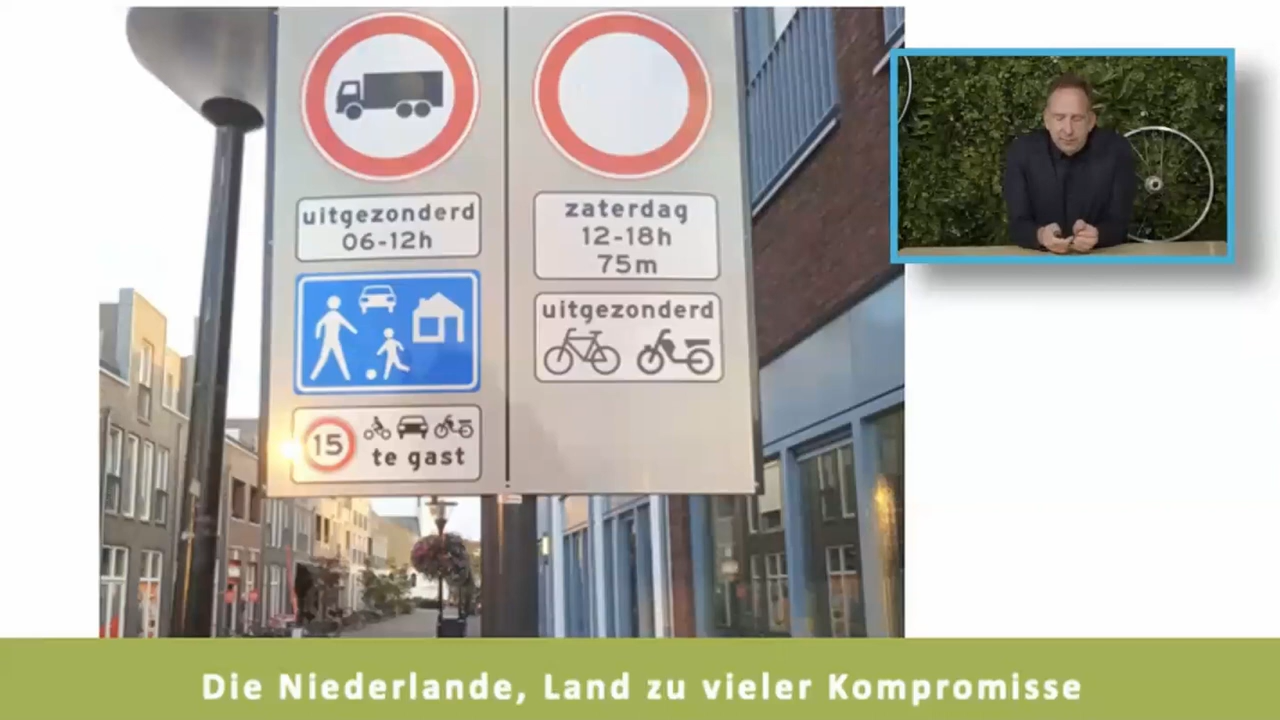 uitgezonderd
06-12h
15
te gast
zaterdag
12-18h
75m
uitgezonderd
Die Niederlande, Land zu vieler Kompromisse